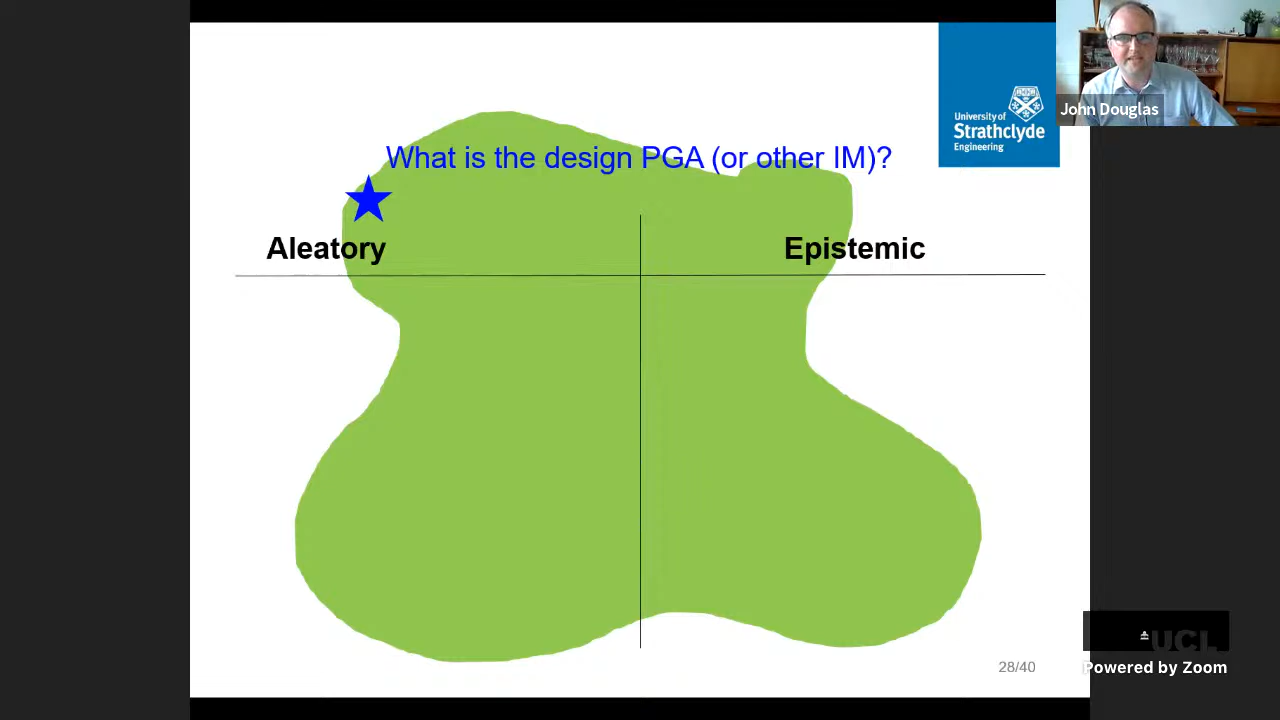 What is the design PGA (or other IM)?
Aleatory
Epistemic
University of
Strathclyde
Engineering
John Douglas
28/40
UCL
Powered by Zoom